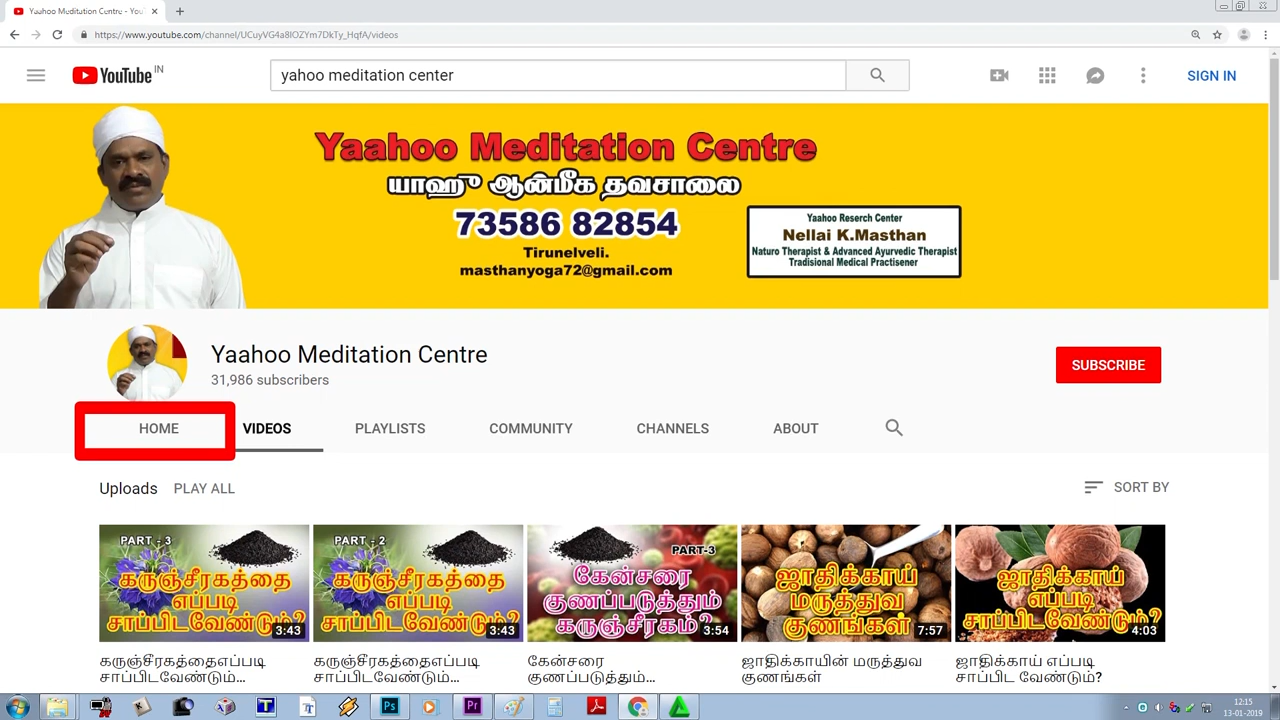 Yaahoo Meditation Centre - You
https://www.youtube.com/channel/UCuyVG4a8IOZYm7DkTy_HqfA/videos
YouTube IN
yahoo meditation center
SIGN IN
Yaahoo Meditation Centre
யாஹு ஆன்மீக தவசாலை
73586 82854
Tirunelveli.
masthanyoga72@gmail.com
Yaahoo Reserch Center
Nellai K.Masthan
Naturo Therapist & Advanced Ayurvedic Therapist
Tradisional Medical Practisener
Yaahoo Meditation Centre
31,986 subscribers
SUBSCRIBE
HOME VIDEOS PLAYLISTS COMMUNITY CHANNELS ABOUT
Uploads PLAY ALL SORT BY
PART - 3
கருஞ்சீரகத்தை
எப்படி
சாப்பிடவேண்டும்?
3:43
கருஞ்சீரகத்தைஎப்படி
சாப்பிடவேண்டும்...
PART - 2
கருஞ்சீரகத்தை
எப்படி
சாப்பிடவேண்டும்?
3:43
கருஞ்சீரகத்தைஎப்படி
சாப்பிடவேண்டும்...
PART-3
கேன்சரை
குணப்படுத்தும்
கருஞ்சீரகம்?
3:54
கேன்சரை
குணப்படுத்தும்...
ஜாதிக்காய்
மருத்துவ
குணங்கள்
7:57
ஜாதிக்காயின் மருத்துவ
குணங்கள்
ஜாதிக்காய்
எப்படி
சாப்பிடவேண்டும்?
4:03
ஜாதிக்காய் எப்படி
சாப்பிட வேண்டும்?
Ps
Pr
T
12:15
13-01-2019